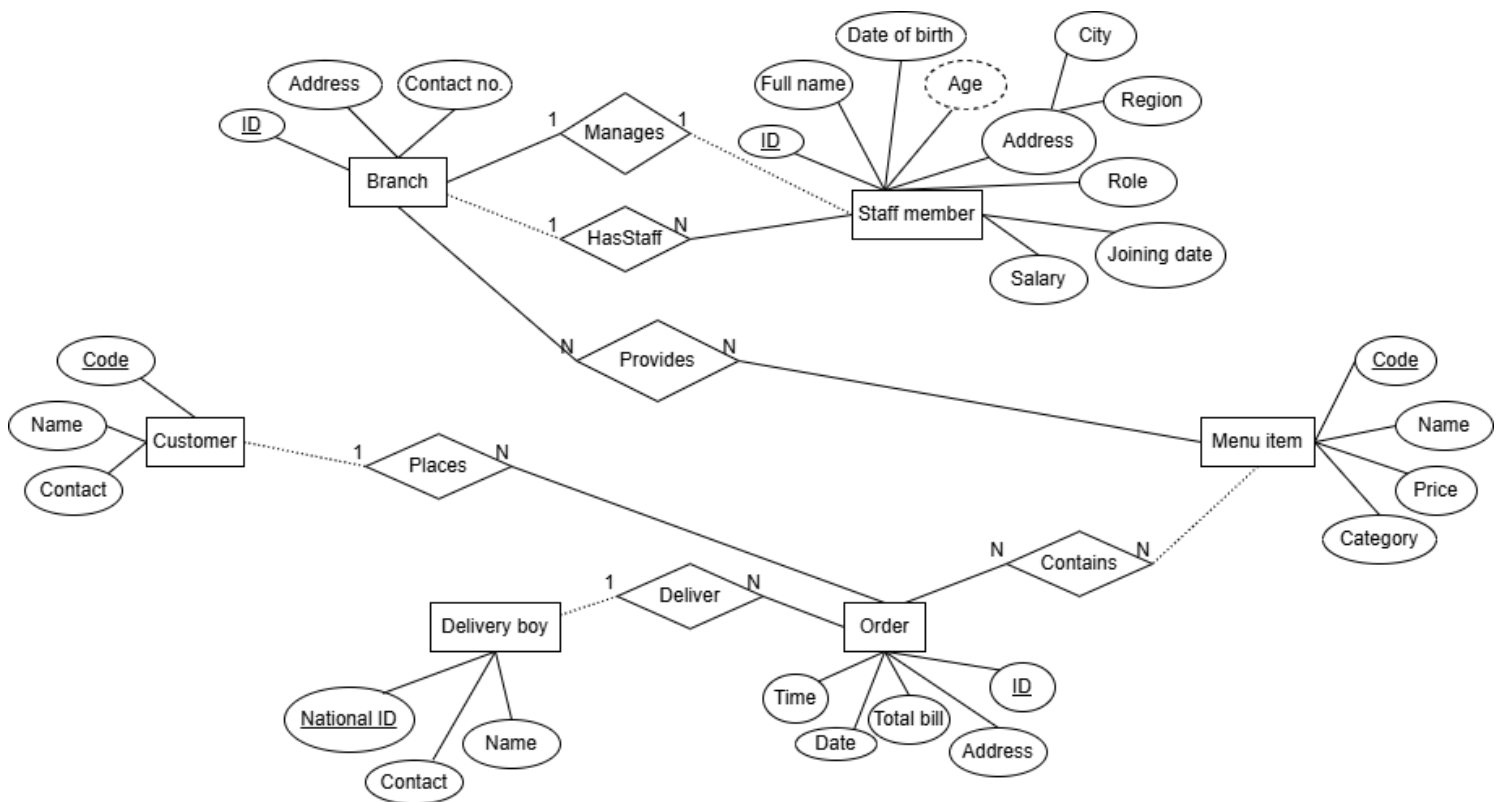 Date of birth
City
Full name
Age
Address
Contact no.
Region
ID
1
Manages
1
ID
Address
Branch
Role
Staff member
1
HasStaff
N
Joining date
Salary
N
Provides
N
Code
Code
Name
Customer
1
Places
N
Menu item
Name
Contact
Price
Category
N
Contains
N
1
Deliver
N
Delivery boy
Order
National ID
Name
Contact
Time
Date
Total bill
ID
Address